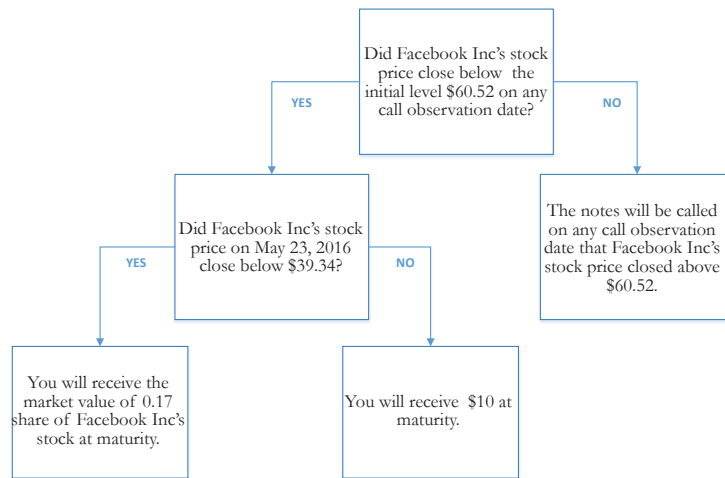 Did Facebook Inc's stock
price close below the
initial level $60.52 on any
call observation date?
YES
NO
Did Facebook Inc's stock
price on May 23, 2016
close below $39.34?
The notes will be called
on any call observation
date that Facebook Inc's
stock price closed above
$60.52.
YES
NO
You will receive the
market value of 0.17
share of Facebook Inc's
stock at maturity.
You will receive $10 at
maturity.